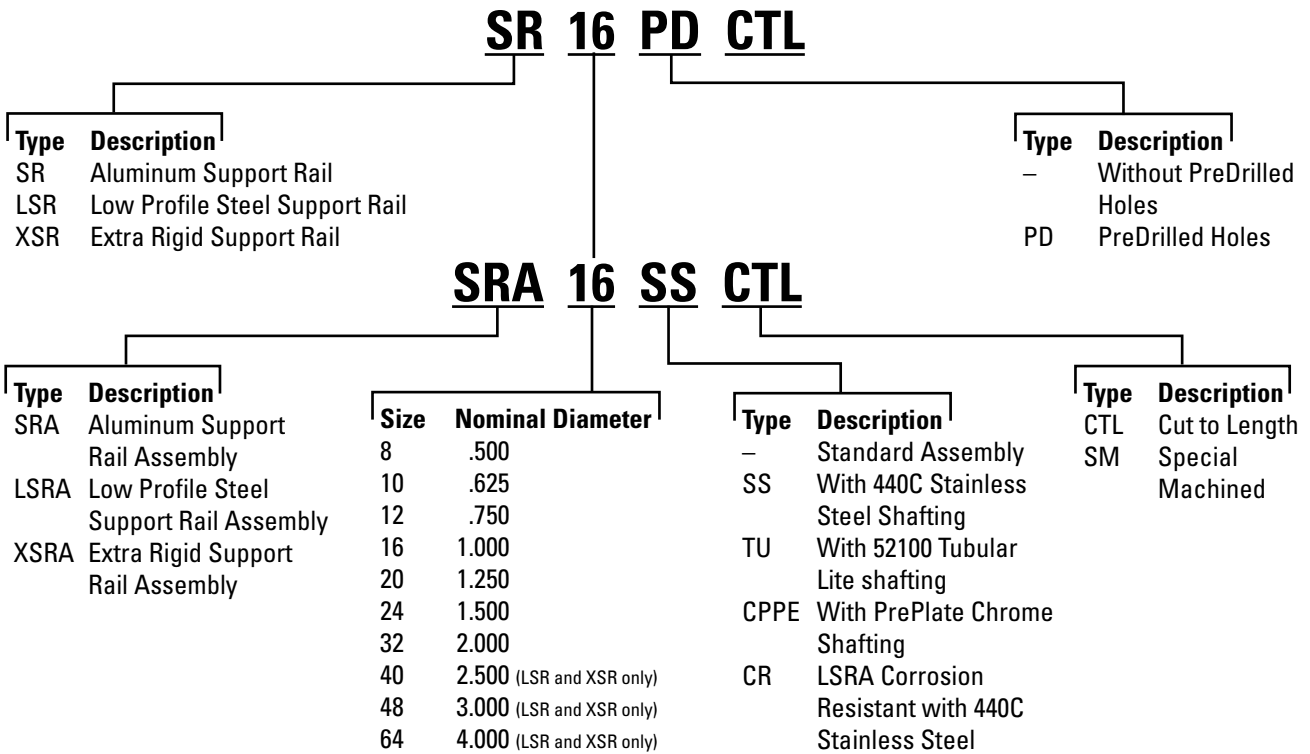 SR 16 PD CTL
Type Description
SR Aluminum Support Rail
LSR Low Profile Steel Support Rail
XSR Extra Rigid Support Rail
Type Description
– Without PreDrilled
Holes
PD PreDrilled Holes
SRA 16 SS CTL
Type Description
SRA Aluminum Support
Rail Assembly
LSRA Low Profile Steel
Support Rail Assembly
XSRA Extra Rigid Support
Rail Assembly
Size Nominal Diameter
8 .500
10 .625
12 .750
16 1.000
20 1.250
24 1.500
32 2.000
40 2.500 (LSR and XSR only)
48 3.000 (LSR and XSR only)
64 4.000 (LSR and XSR only)
Type Description
– Standard Assembly
SS With 440C Stainless
Steel Shafting
TU With 52100 Tubular
Lite shafting
CPPE With PrePlate Chrome
Shafting
CR LSRA Corrosion
Resistant with 440C
Stainless Steel
Type Description
CTL Cut to Length
SM Special
Machined